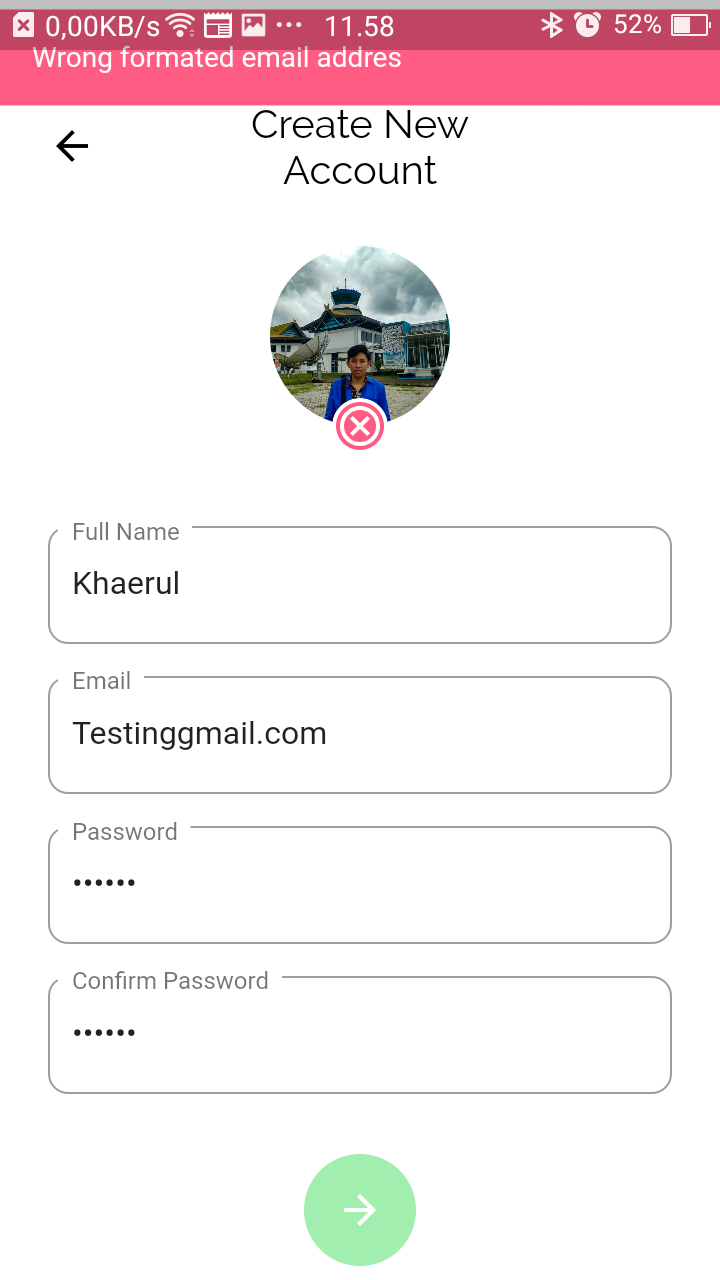 0,00KB/s 11.58 52%
Wrong formated email addres
Create New
Account
Full Name
Khaerul
Email
Testinggmail.com
Password
••••••
Confirm Password
••••••